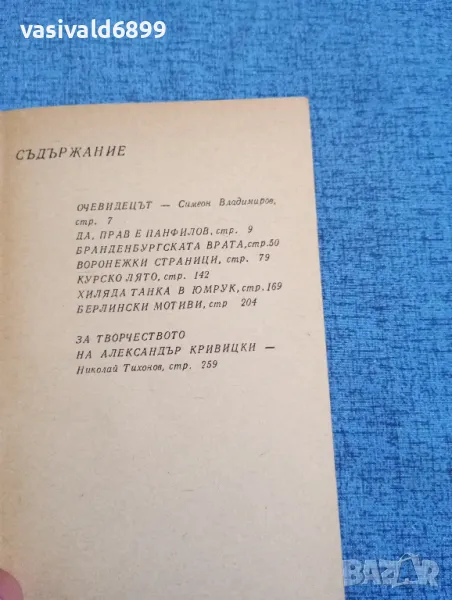 vasivald6899
СЪДЪРЖАНИЕ
ОЧЕВИДЕЦЪТ — Симеон Владимиров,
стр. 7
ДА, ПРАВ Е ПАНФИЛОВ, стр. 9
БРАНДЕНБУРГСКАТА ВРАТА, стр. 50
ВОРОНЕЖКИ СТРАНИЦИ, стр. 79
КУРСКО ЛЯТО, стр. 142
ХИЛЯДА ТАНКА В ЮМРУК, стр. 169
БЕРЛИНСКИ МОТИВИ, стр 204
ЗА ТВОРЧЕСТВОТО
НА АЛЕКСАНДЪР КРИВИЦКИ —
Николай Тихонов, стр. 259
BAZAR